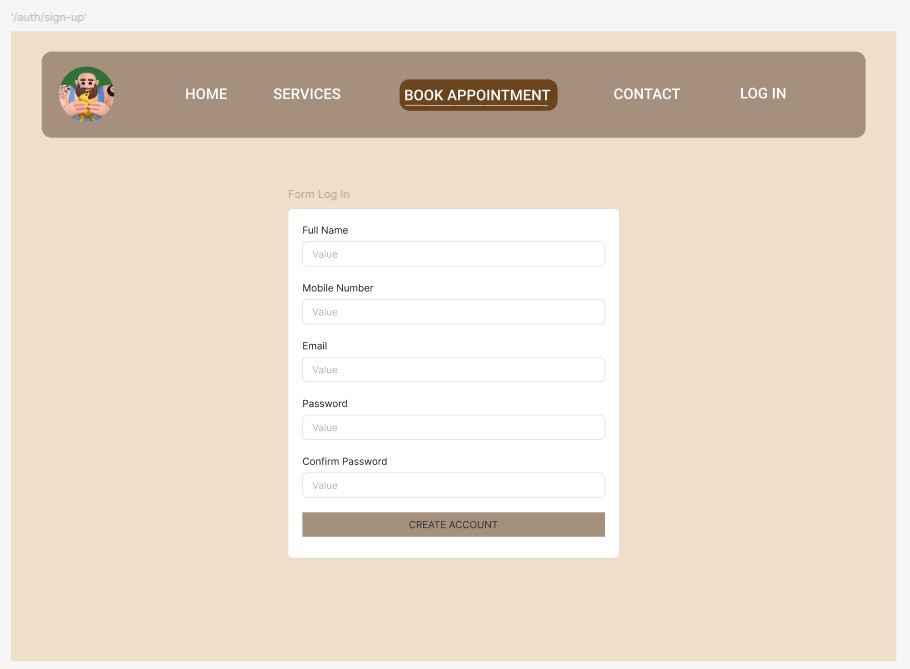 '/auth/sign-up'
HOME SERVICES BOOK APPOINTMENT CONTACT LOG IN
Form Log In
Full Name
Value
Mobile Number
Value
Email
Value
Password
Value
Confirm Password
Value
CREATE ACCOUNT